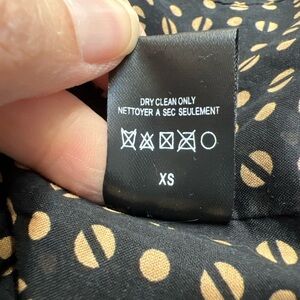 DRY CLEAN ONLY
NETTOYER A SEC SEULEMENT
XS